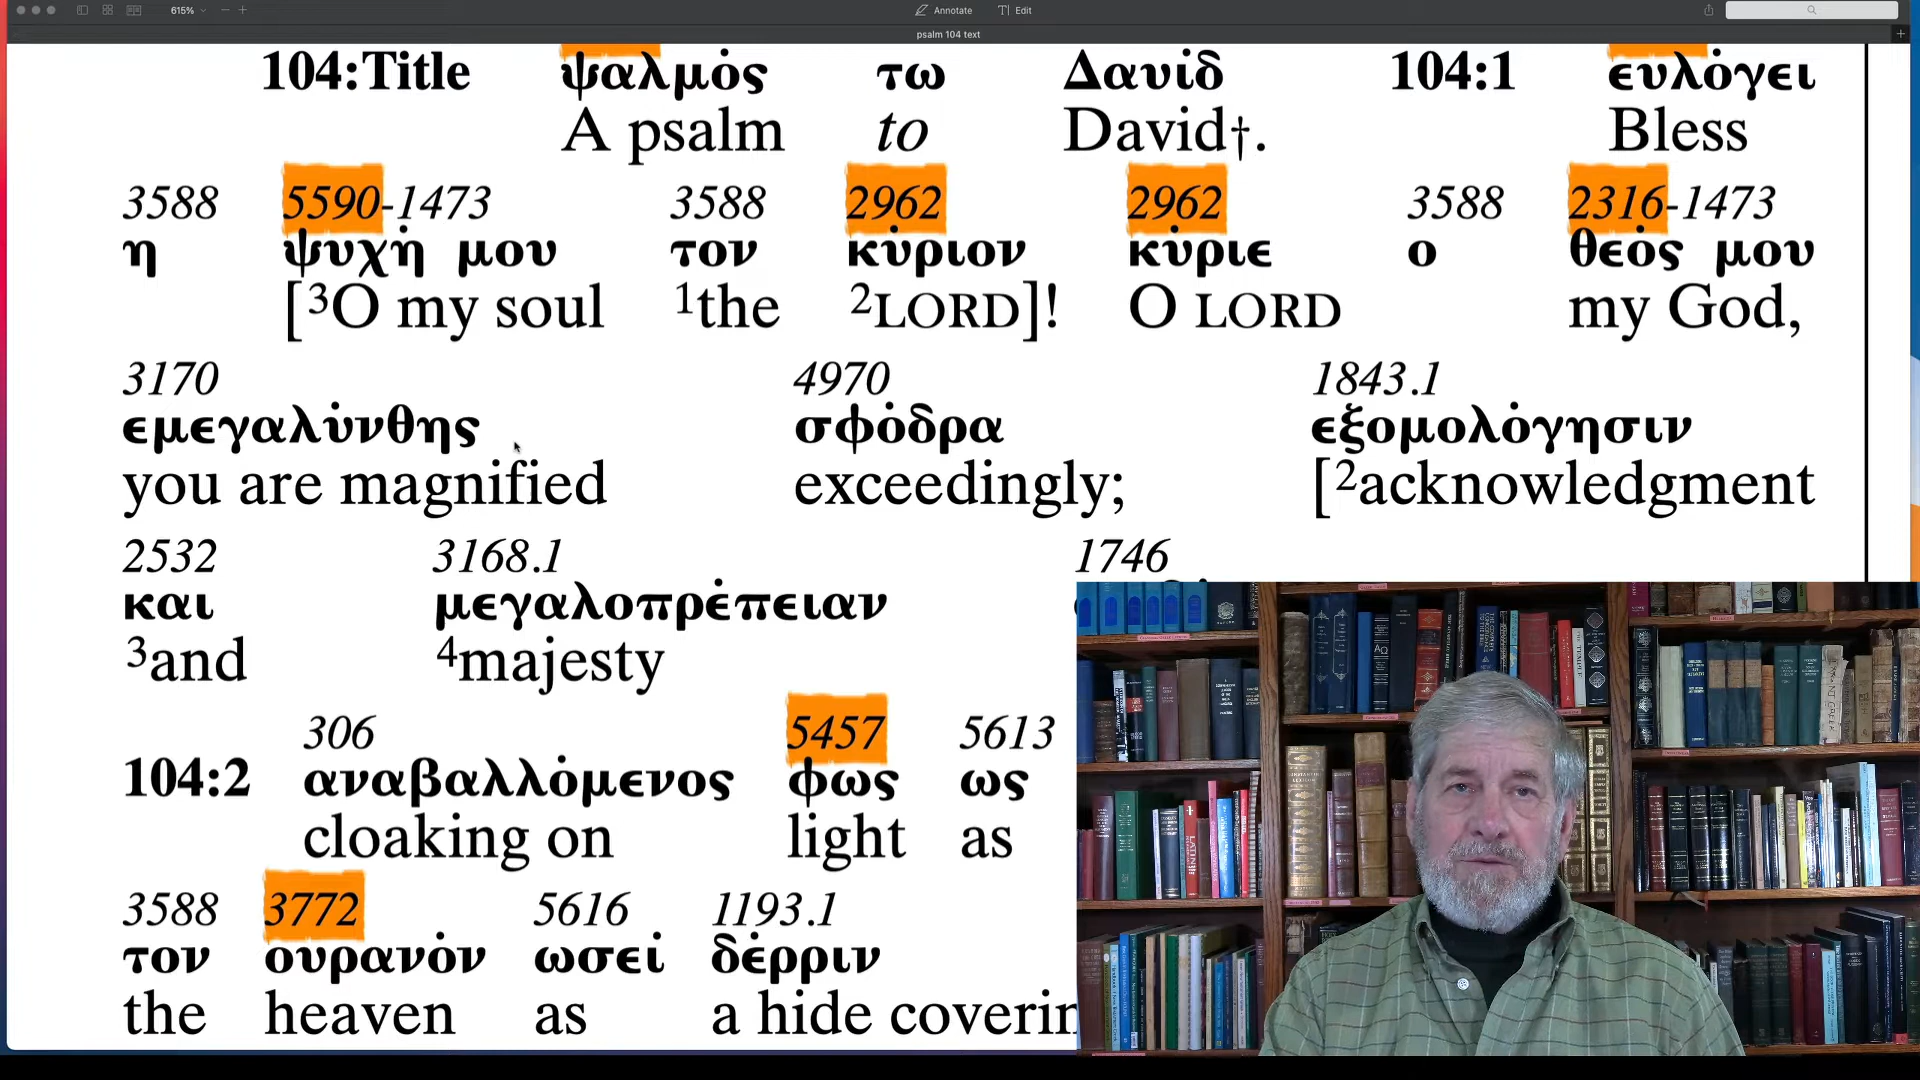 615%
Annotate
Edit
psalm 104 text
104:Title ψαλμός τω Δαυίδ 104:1 ευλόγει
A psalm to David†. Bless
3588 5590-1473 3588 2962 2962 3588 2316-1473
η ψυχή μου τον κύριον κύριε ο θεός μου
[³O my soul ¹the ²LORD]! O LORD my God,
3170 4970 1843.1
εμεγαλύνθης σφόδρα εξομολόγησιν
you are magnified exceedingly; [²acknowledgment
2532 3168.1 1746
και μεγαλοπρέπειαν
³and ⁴majesty
306 5457 5613
104:2 αναβαλλόμενος φως ως
cloaking on light as
3588 3772 5616 1193.1
τον ουρανόν ωσεί δέρριν
the heaven as a hide coverin